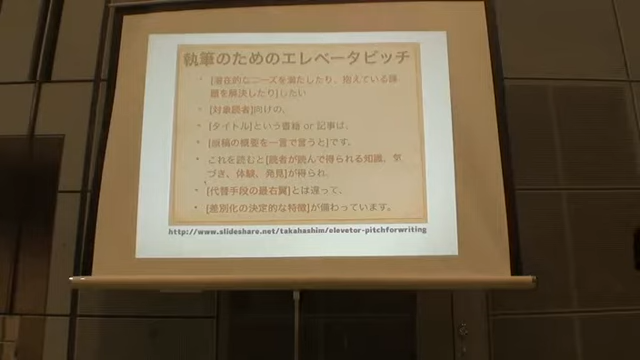 執筆のためのエレベータピッチ
・ [潜在的なニーズを満たしたり、抱えている課
題を解決したり]したい
・ [対象読者]向けの、
・ [タイトル]という書籍 or 記事は、
・ [原稿の概要を一言で言うと]です。
・ これを読むと[読者が読んで得られる知識、気
づき、体験、発見]が得られ、
・ [代替手段の最右翼]とは違って、
・ [差別化の決定的な特徴]が備わっています。
http://www.slideshare.net/takahashim/elevetor-pitchforwriting